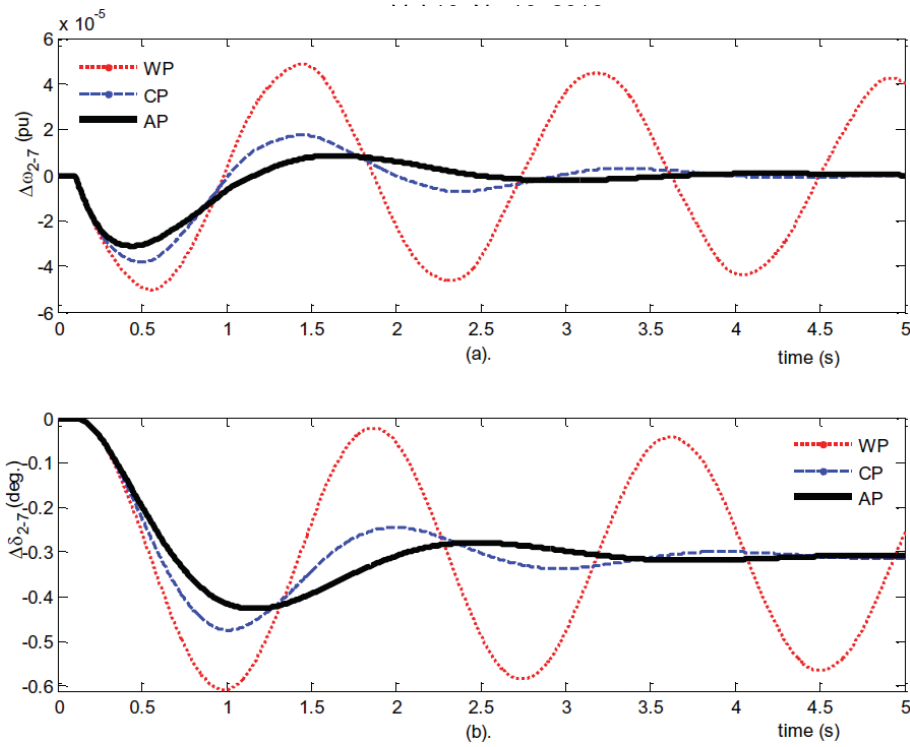 x 10⁻⁵
6
4
2
0
-2
-4
-6
Δω₂₋₇ (pu)
WP
CP
AP
0 0.5 1 1.5 2 2.5 3 3.5 4 4.5 5
(a).
time (s)
0
-0.1
-0.2
-0.3
-0.4
-0.5
-0.6
Δδ₂₋₇ (deg.)
WP
CP
AP
0 0.5 1 1.5 2 2.5 3 3.5 4 4.5 5
(b).
time (s)